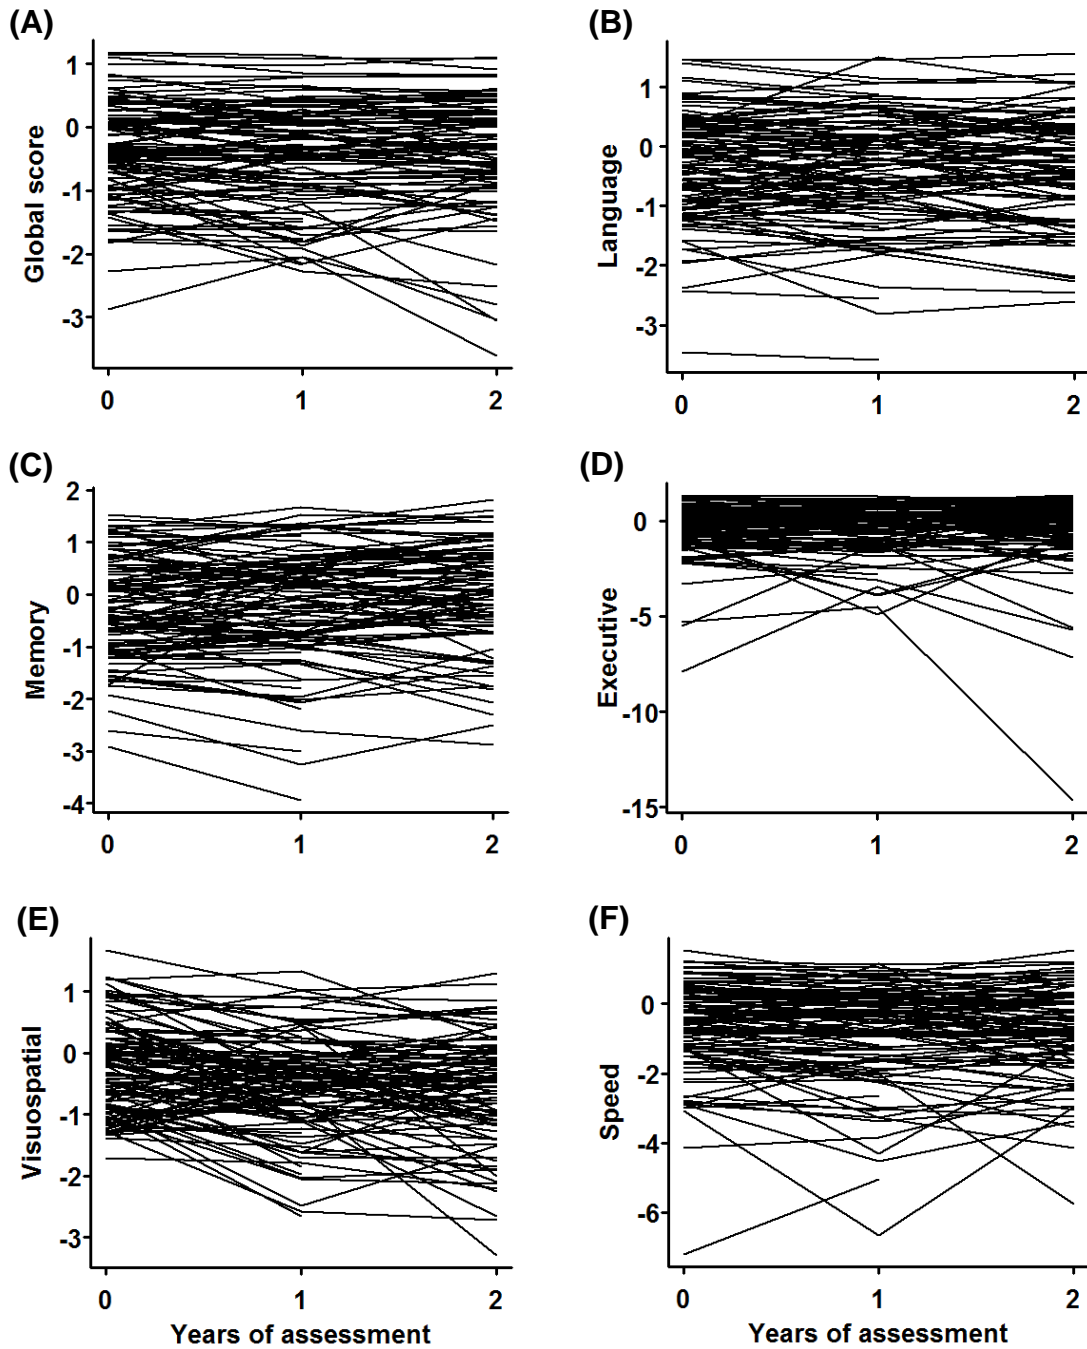 (A)
Global score
1
0
-1
-2
-3
0 1 2
(B)
Language
1
0
-1
-2
-3
0 1 2
(C)
Memory
2
1
0
-1
-2
-3
-4
0 1 2
(D)
Executive
0
-5
-10
-15
0 1 2
(E)
Visuospatial
1
0
-1
-2
-3
0 1 2
Years of assessment
(F)
Speed
0
-2
-4
-6
0 1 2
Years of assessment